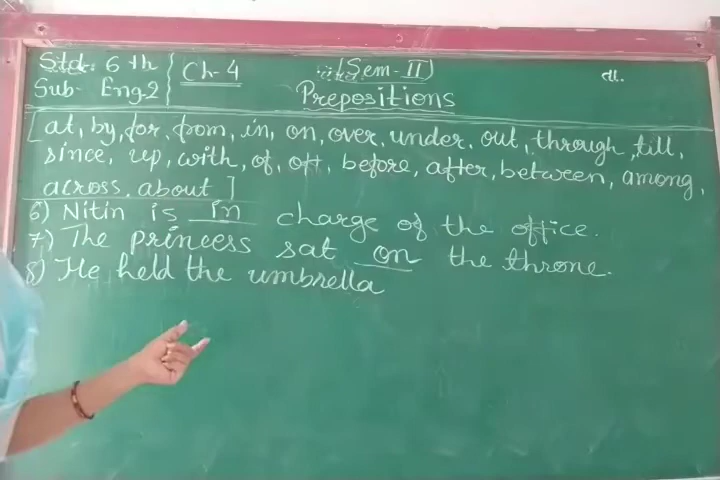 Std. 6th Ch-4 (Sem-II)
Sub- Eng-2 Prepositions
[at, by, for, from, in, on, over, under, out, through, till,
since, up, with, of, off, before, after, between, among,
across, about]
6) Nitin is in charge of the office.
7) The princess sat on the throne.
8) He held the umbrella